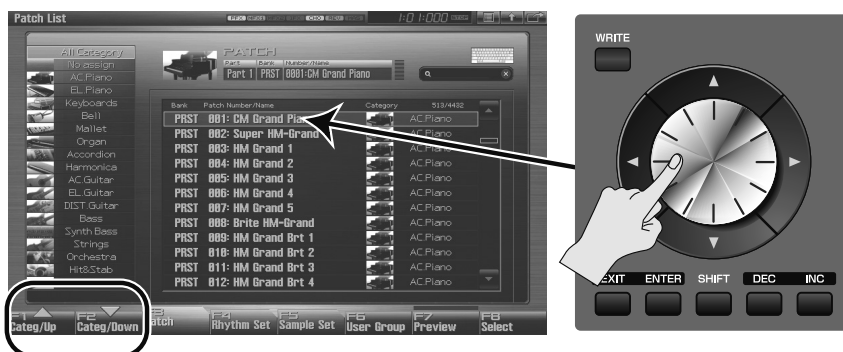 Patch List
PFX MFX1 CHO REV
1:01:000
All Category
No assign
AC.Piano
EL.Piano
Keyboards
Bell
Mallet
Organ
Accordion
Harmonica
AC.Guitar
EL.Guitar
DIST.Guitar
Bass
Synth Bass
Strings
Orchestra
Hit&Stab
PATCH
Part Bank Number/Name
Part 1 PRST 0001:CM Grand Piano
Bank Patch Number/Name Category 513/4432
PRST 001: CM Grand AC.Piano
PRST 002: Super HM-Grand AC.Piano
PRST 003: HM Grand 1 AC.Piano
PRST 004: HM Grand 2 AC.Piano
PRST 005: HM Grand 3 AC.Piano
PRST 006: HM Grand 4 AC.Piano
PRST 007: HM Grand 5 AC.Piano
PRST 008: Brite HM-Grand AC.Piano
PRST 009: HM Grand Brt 1 AC.Piano
PRST 010: HM Grand Brt 2 AC.Piano
PRST 011: HM Grand Brt 3 AC.Piano
PRST 012: HM Grand Brt 4 AC.Piano
F1 F2 F3 F4 F5 F6 F7 F8
Categ/Up Categ/Down Patch Rhythm Set Sample Set User Group Preview Select
WRITE
EXIT ENTER SHIFT DEC INC